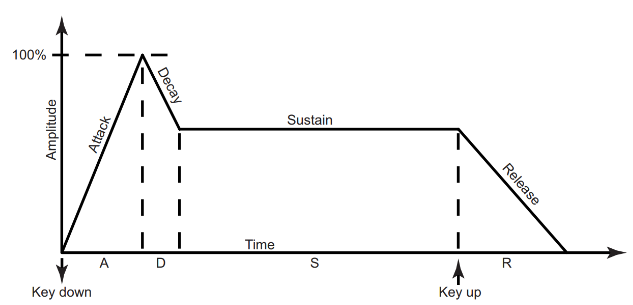 100%
Amplitude
Attack
Decay
Sustain
Release
Time
A
D
S
R
Key down
Key up